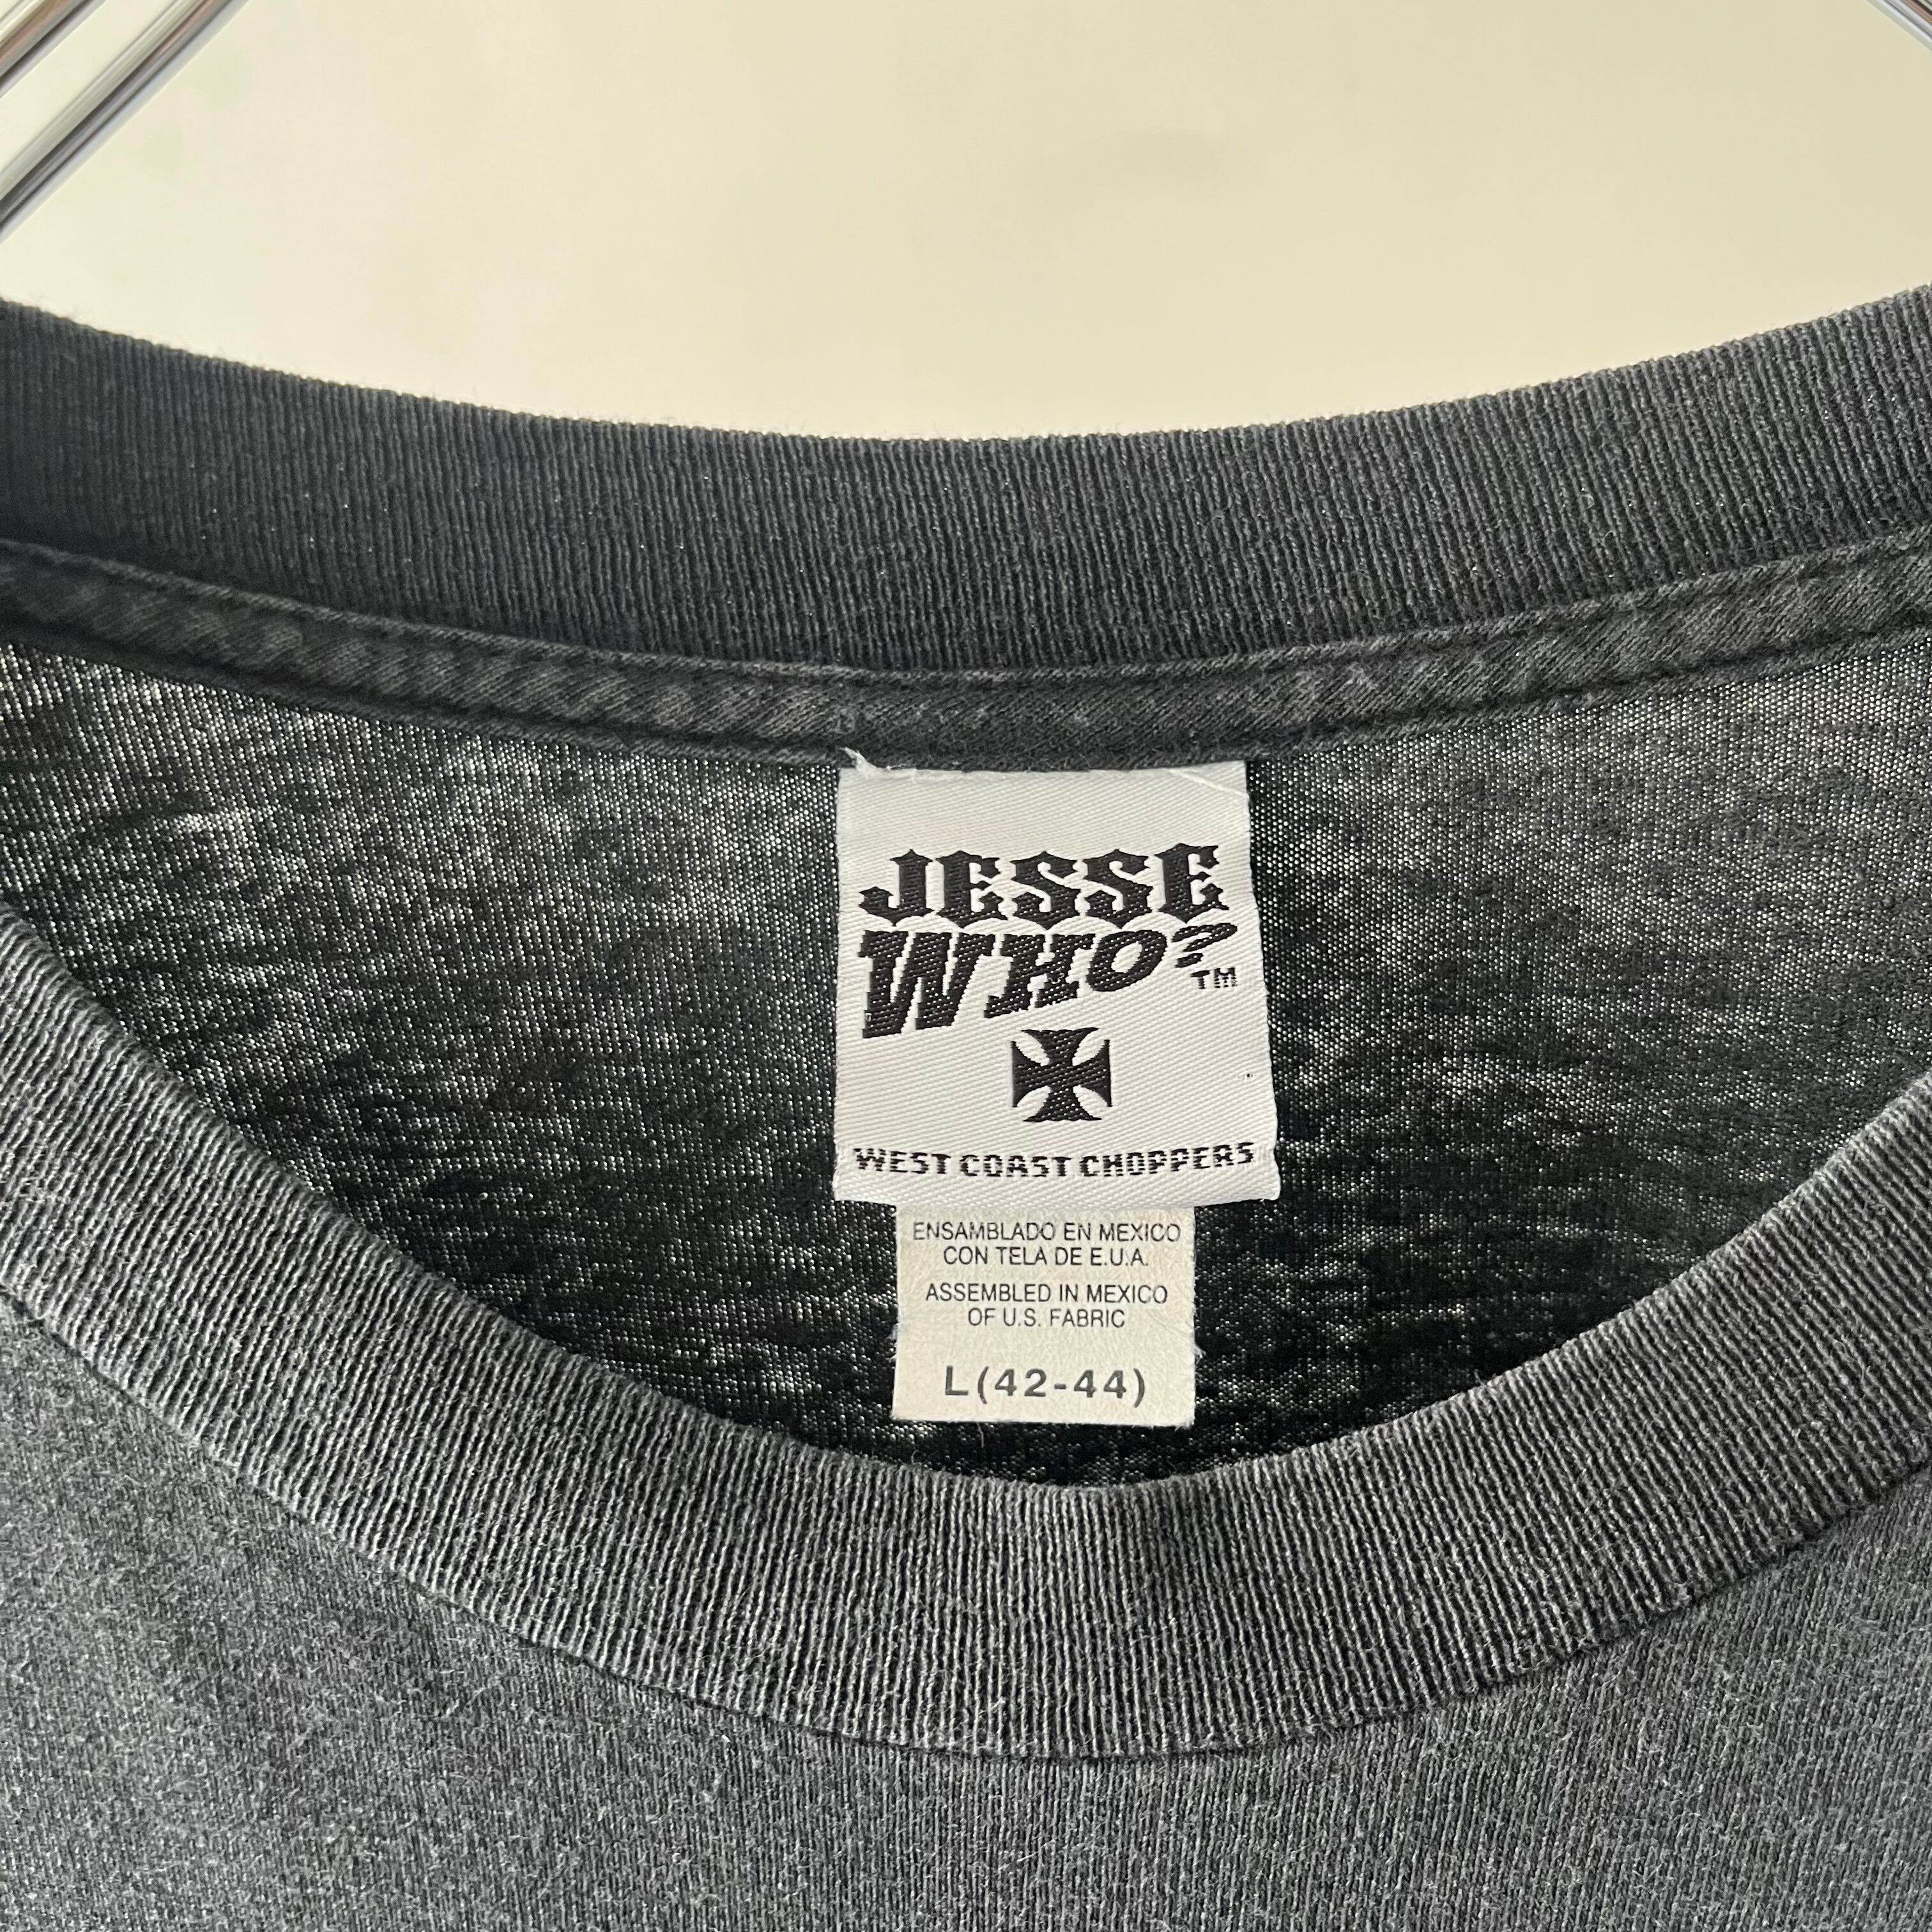 JESSE
WHO?
TM
WEST COAST CHOPPERS
ENSAMBLADO EN MEXICO
CON TELA DE E.U.A.
ASSEMBLED IN MEXICO
OF U.S. FABRIC
L(42-44)